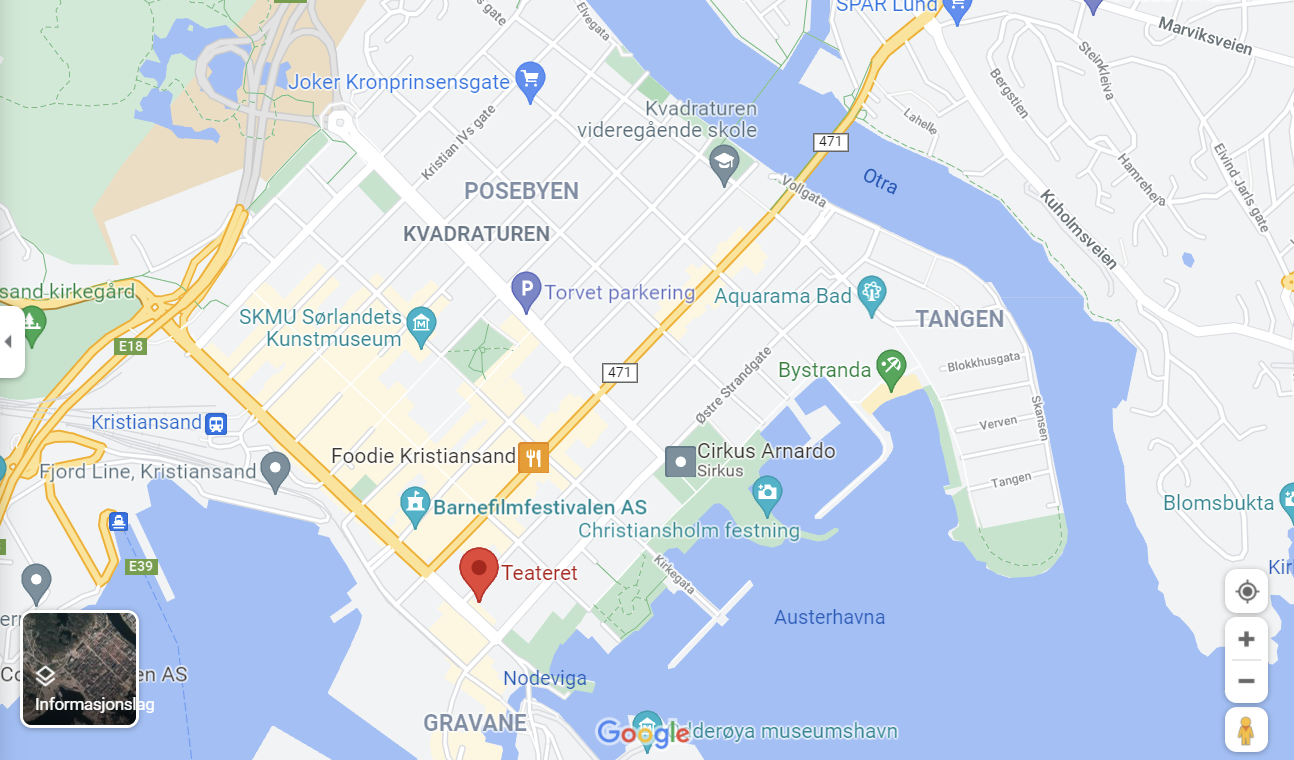 SPAR Lund
Elvegata
Marviksveien
Steinkleiva
Joker Kronprinsensgate
Bergstien
Kvadraturen
videregående skole
Kristian IVs gate
Lahelle
471
Eivind Jarls gate
Hamreheia
Otra
POSEBYEN
Vollgata
Kuholmsveien
KVADRATUREN
sand kirkegård
Torvet parkering
Aquarama Bad
SKMU Sørlandets
Kunstmuseum
TANGEN
E18
Blokkhusgata
471
Bystranda
Østre Strandgate
Skansen
Kristiansand
Verven
Foodie Kristiansand
Cirkus Arnardo
Sirkus
Fjord Line, Kristiansand
Tangen
Barnefilmfestivalen AS
Blomsbukta
Christiansholm festning
E39
Teateret
Kirkegata
Austerhavna
Nodeviga
en AS
Informasjonslag
GRAVANE
Google
dderøya museumshavn